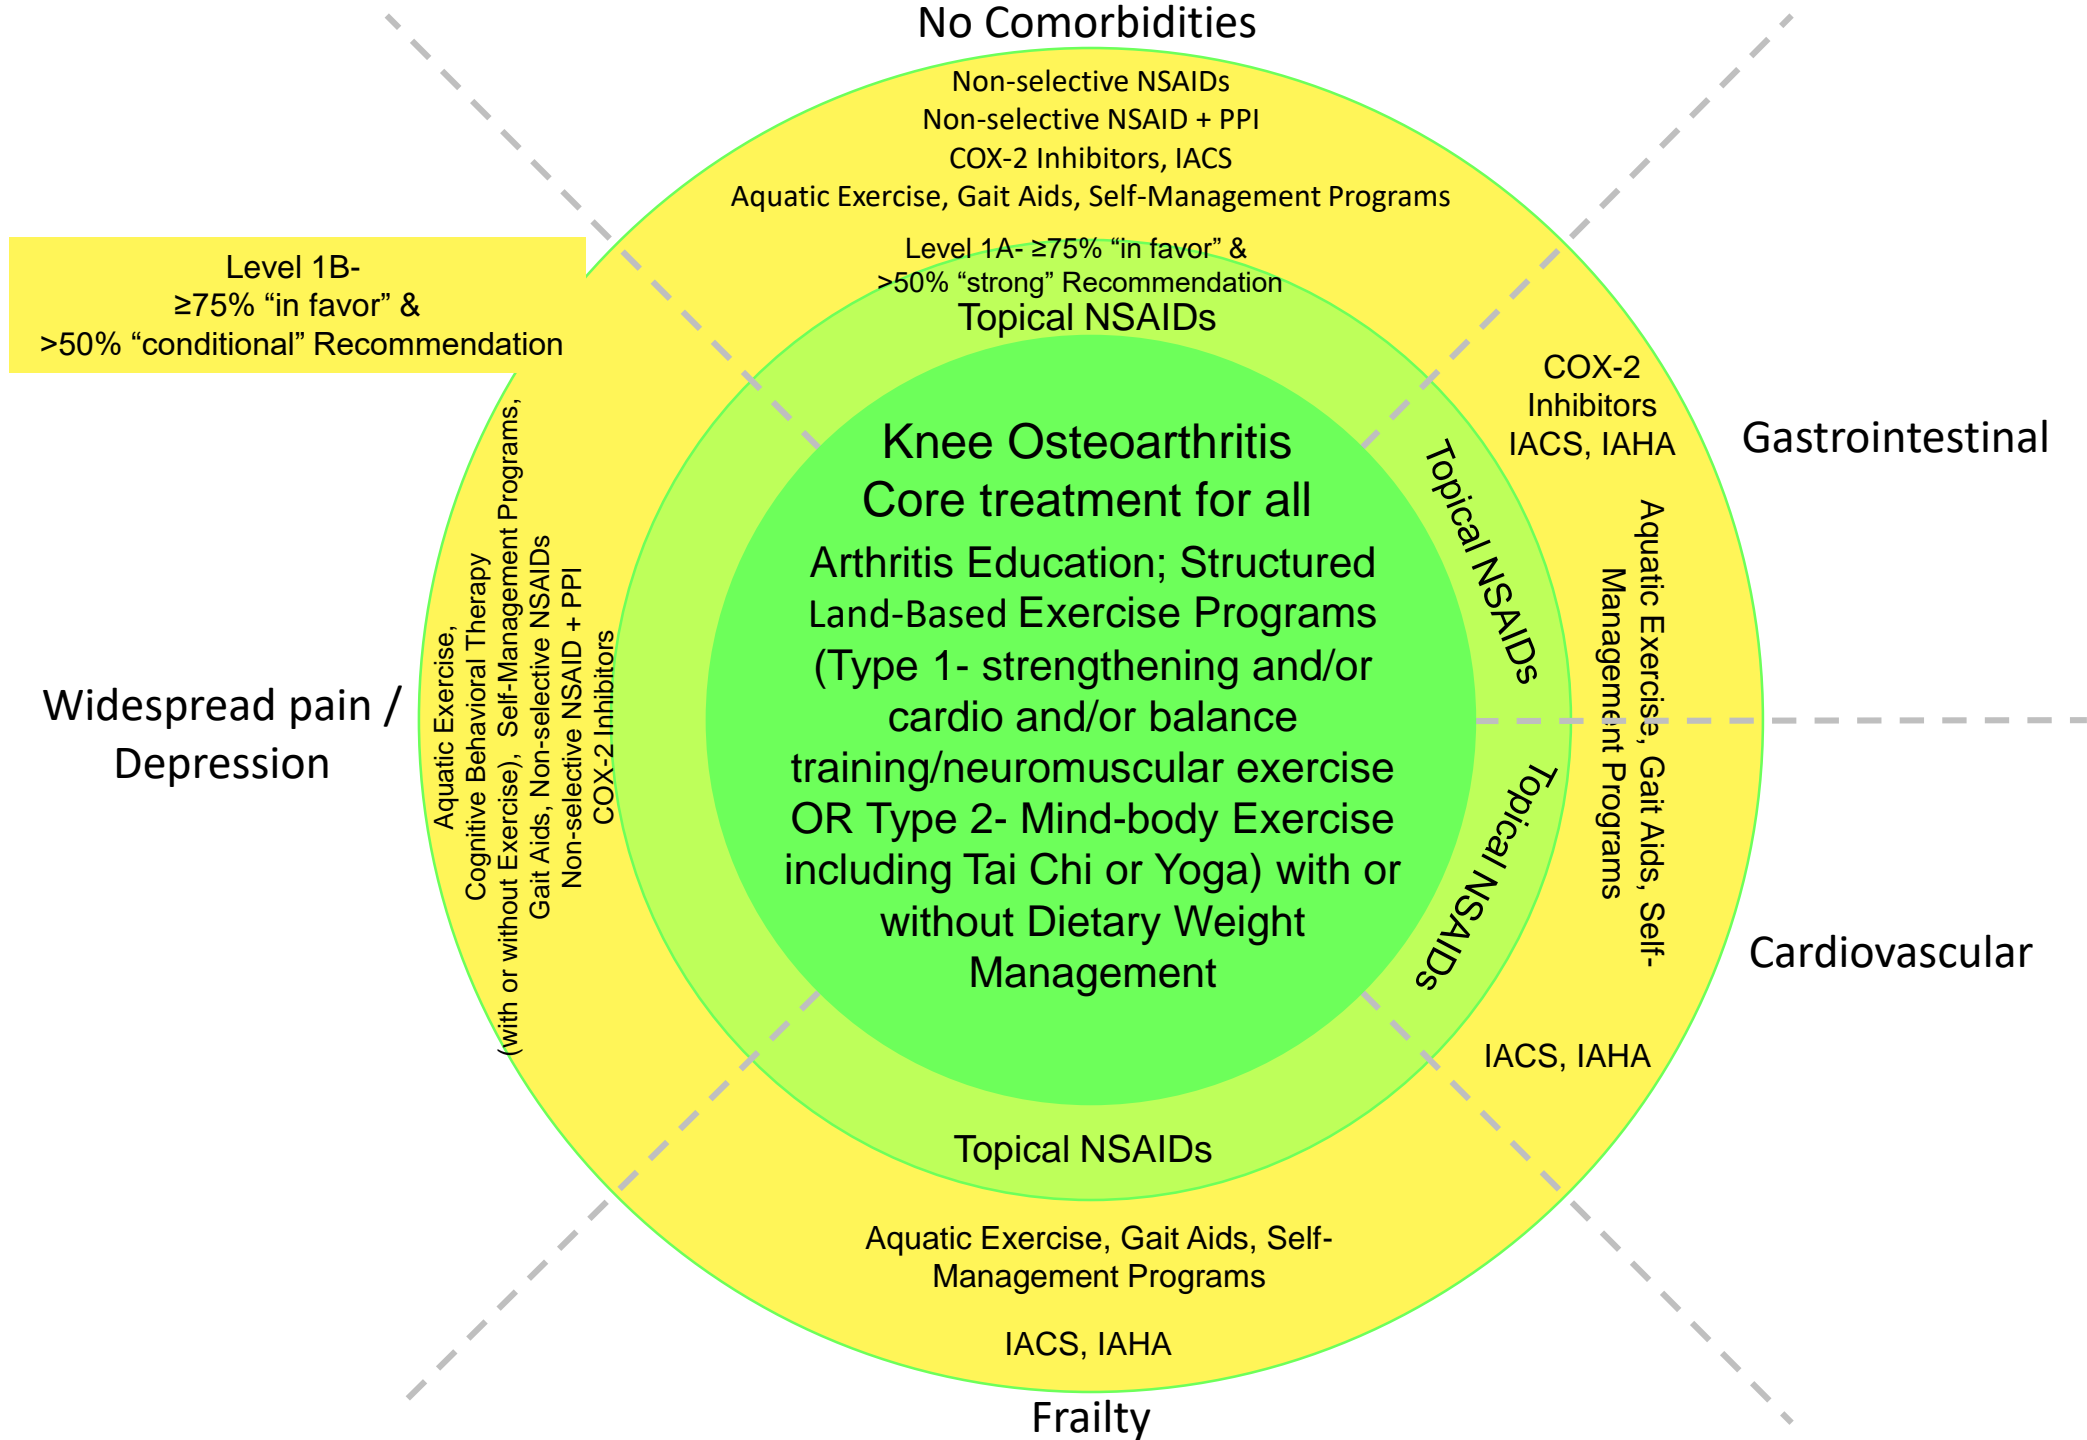 No Comorbidities
Non-selective NSAIDs
Non-selective NSAID + PPI
COX-2 Inhibitors, IACS
Aquatic Exercise, Gait Aids, Self-Management Programs
Level 1A- ≥75% “in favor” &
>50% “strong” Recommendation
Topical NSAIDs
Level 1B-
≥75% “in favor” &
>50% “conditional” Recommendation
Knee Osteoarthritis
Core treatment for all
Arthritis Education; Structured
Land-Based Exercise Programs
(Type 1- strengthening and/or
cardio and/or balance
training/neuromuscular exercise
OR Type 2- Mind-body Exercise
including Tai Chi or Yoga) with or
without Dietary Weight
Management
Topical NSAIDs
COX-2
Inhibitors
IACS, IAHA
Gastrointestinal
Aquatic Exercise, Gait Aids, Self-
Management Programs
Topical NSAIDs
IACS, IAHA
Cardiovascular
Widespread pain /
Depression
Aquatic Exercise,
Cognitive Behavioral Therapy
(with or without Exercise), Self-Management Programs,
Gait Aids, Non-selective NSAIDs
Non-selective NSAID + PPI
COX-2 Inhibitors
Topical NSAIDs
Aquatic Exercise, Gait Aids, Self-
Management Programs
IACS, IAHA
Frailty